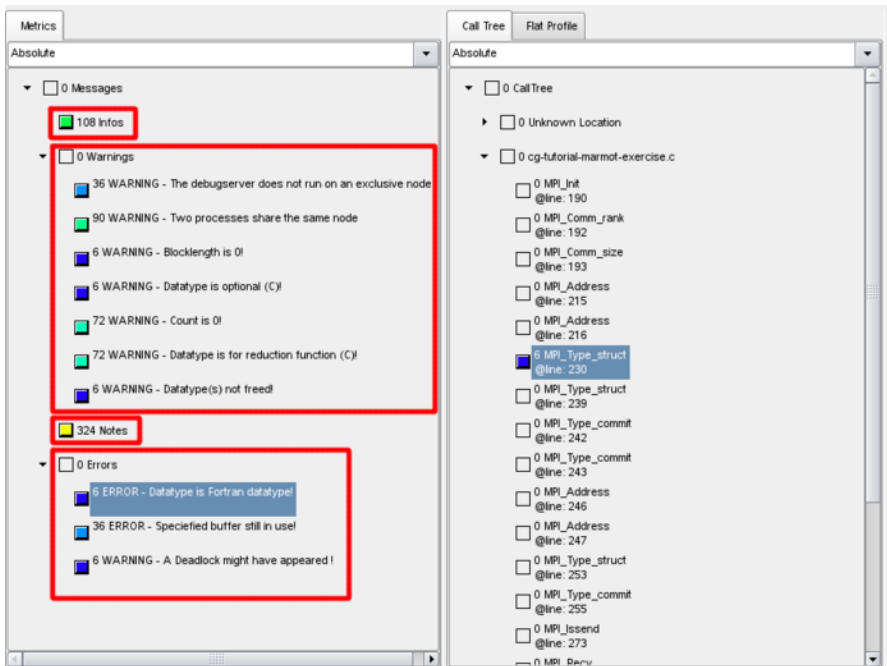 Metrics
Absolute
0 Messages
108 Infos
0 Warnings
36 WARNING - The debugserver does not run on an exclusive node
90 WARNING - Two processes share the same node
6 WARNING - Blocklength is 0!
6 WARNING - Datatype is optional (C)!
72 WARNING - Count is 0!
72 WARNING - Datatype is for reduction function (C)!
6 WARNING - Datatype(s) not freed!
324 Notes
0 Errors
6 ERROR - Datatype is Fortran datatype!
36 ERROR - Speciefied buffer still in use!
6 WARNING - A Deadlock might have appeared !
Call Tree Flat Profile
Absolute
0 CallTree
0 Unknown Location
0 cg-tutorial-marmot-exercise.c
0 MPI_Init
@line: 190
0 MPI_Comm_rank
@line: 192
0 MPI_Comm_size
@line: 193
0 MPI_Address
@line: 215
0 MPI_Address
@line: 216
6 MPI_Type_struct
@line: 230
0 MPI_Type_struct
@line: 239
0 MPI_Type_commit
@line: 242
0 MPI_Type_commit
@line: 243
0 MPI_Address
@line: 246
0 MPI_Address
@line: 247
0 MPI_Type_struct
@line: 253
0 MPI_Type_commit
@line: 255
0 MPI_Issend
@line: 273
0 MPI_Recv